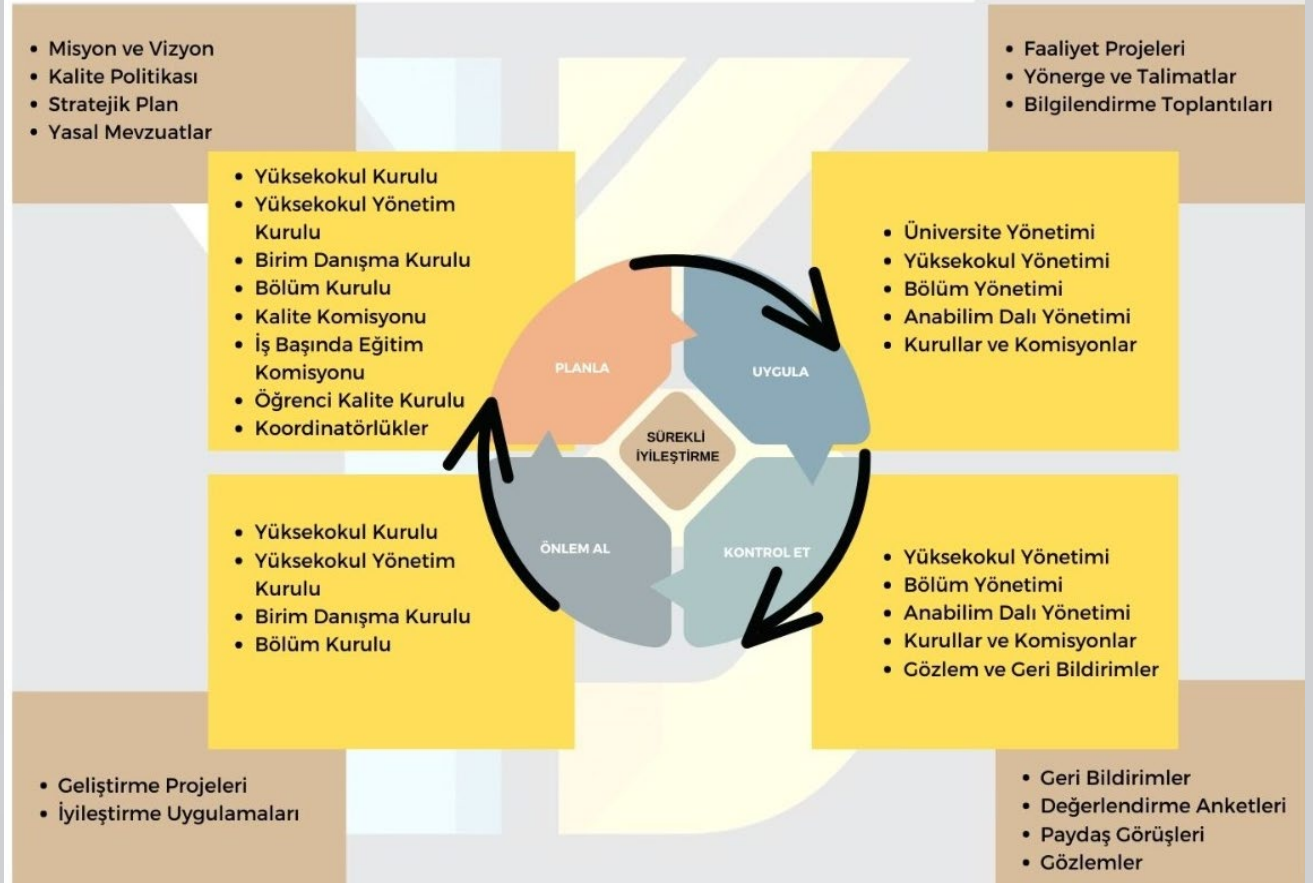 • Misyon ve Vizyon
• Kalite Politikası
• Stratejik Plan
• Yasal Mevzuatlar
• Faaliyet Projeleri
• Yönerge ve Talimatlar
• Bilgilendirme Toplantıları
• Yüksekokul Kurulu
• Yüksekokul Yönetim
Kurulu
• Birim Danışma Kurulu
• Bölüm Kurulu
• Kalite Komisyonu
• İş Başında Eğitim
Komisyonu
• Öğrenci Kalite Kurulu
• Koordinatörlükler
• Üniversite Yönetimi
• Yüksekokul Yönetimi
• Bölüm Yönetimi
• Anabilim Dalı Yönetimi
• Kurullar ve Komisyonlar
PLANLA
UYGULA
SÜREKLİ
İYİLEŞTİRME
ÖNLEM AL
KONTROL ET
• Yüksekokul Kurulu
• Yüksekokul Yönetim
Kurulu
• Birim Danışma Kurulu
• Bölüm Kurulu
• Yüksekokul Yönetimi
• Bölüm Yönetimi
• Anabilim Dalı Yönetimi
• Kurullar ve Komisyonlar
• Gözlem ve Geri Bildirimler
• Geliştirme Projeleri
• İyileştirme Uygulamaları
• Geri Bildirimler
• Değerlendirme Anketleri
• Paydaş Görüşleri
• Gözlemler